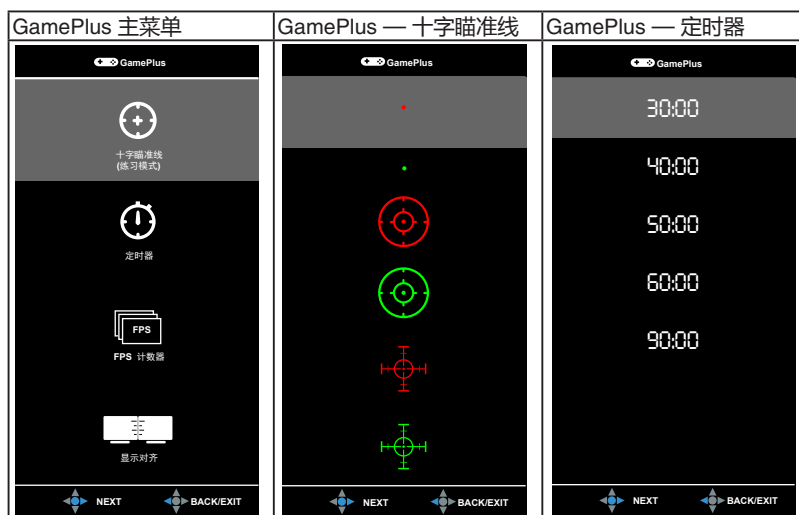 GamePlus 主菜单
GamePlus — 十字瞄准线
GamePlus — 定时器
GamePlus
十字瞄准线
(练习模式)
定时器
FPS
FPS 计数器
显示对齐
NEXT
BACK/EXIT
GamePlus
NEXT
BACK/EXIT
GamePlus
30:00
40:00
50:00
60:00
90:00
NEXT
BACK/EXIT